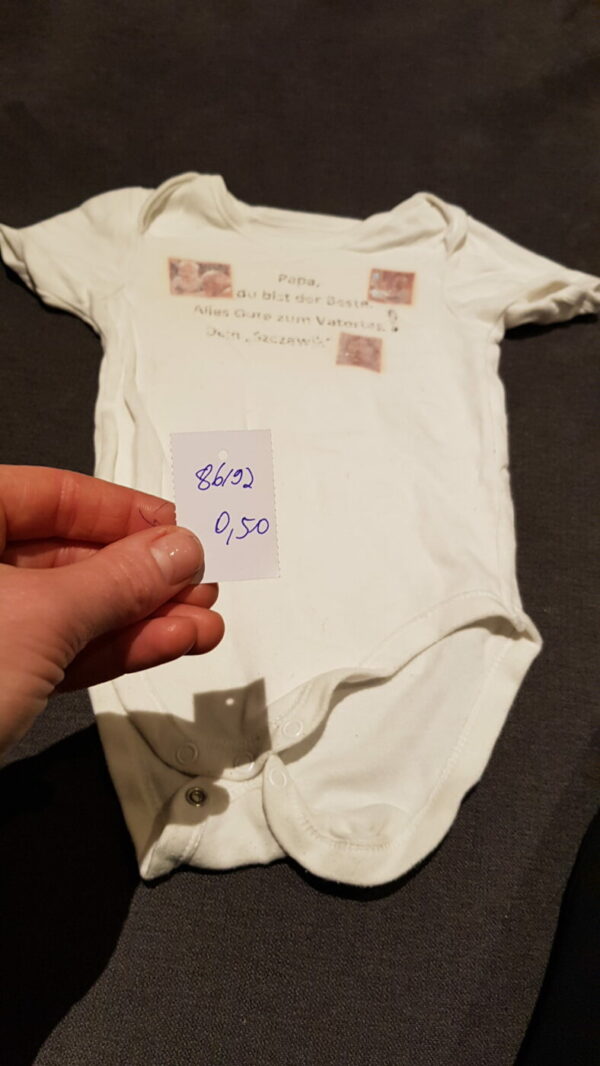 Papa,
du bist der Beste.
Alles Gute zum Vatertag!
Dein „Szczawik"
86/92
0,50